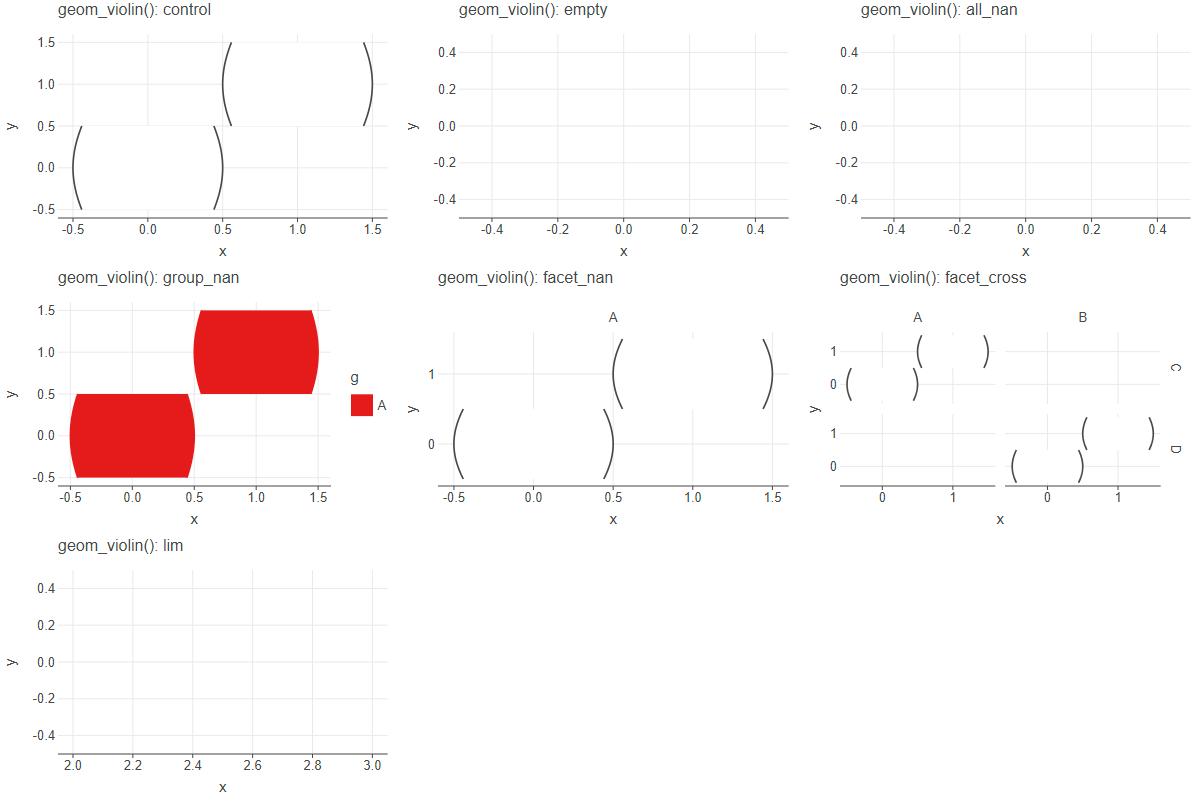 geom_violin(): control
geom_violin(): empty
geom_violin(): all_nan
1.5
1.0
0.5
0.0
-0.5
y
-0.5 0.0 0.5 1.0 1.5
x
0.4
0.2
0.0
-0.2
-0.4
y
-0.4 -0.2 0.0 0.2 0.4
x
0.4
0.2
0.0
-0.2
-0.4
y
-0.4 -0.2 0.0 0.2 0.4
x
geom_violin(): group_nan
geom_violin(): facet_nan
geom_violin(): facet_cross
1.5
1.0
0.5
0.0
-0.5
y
-0.5 0.0 0.5 1.0 1.5
x
g
A
A
1
0
y
-0.5 0.0 0.5 1.0 1.5
x
A B
1
0
C
1
0
D
y
0 1 0 1
x
geom_violin(): lim
0.4
0.2
0.0
-0.2
-0.4
y
2.0 2.2 2.4 2.6 2.8 3.0
x